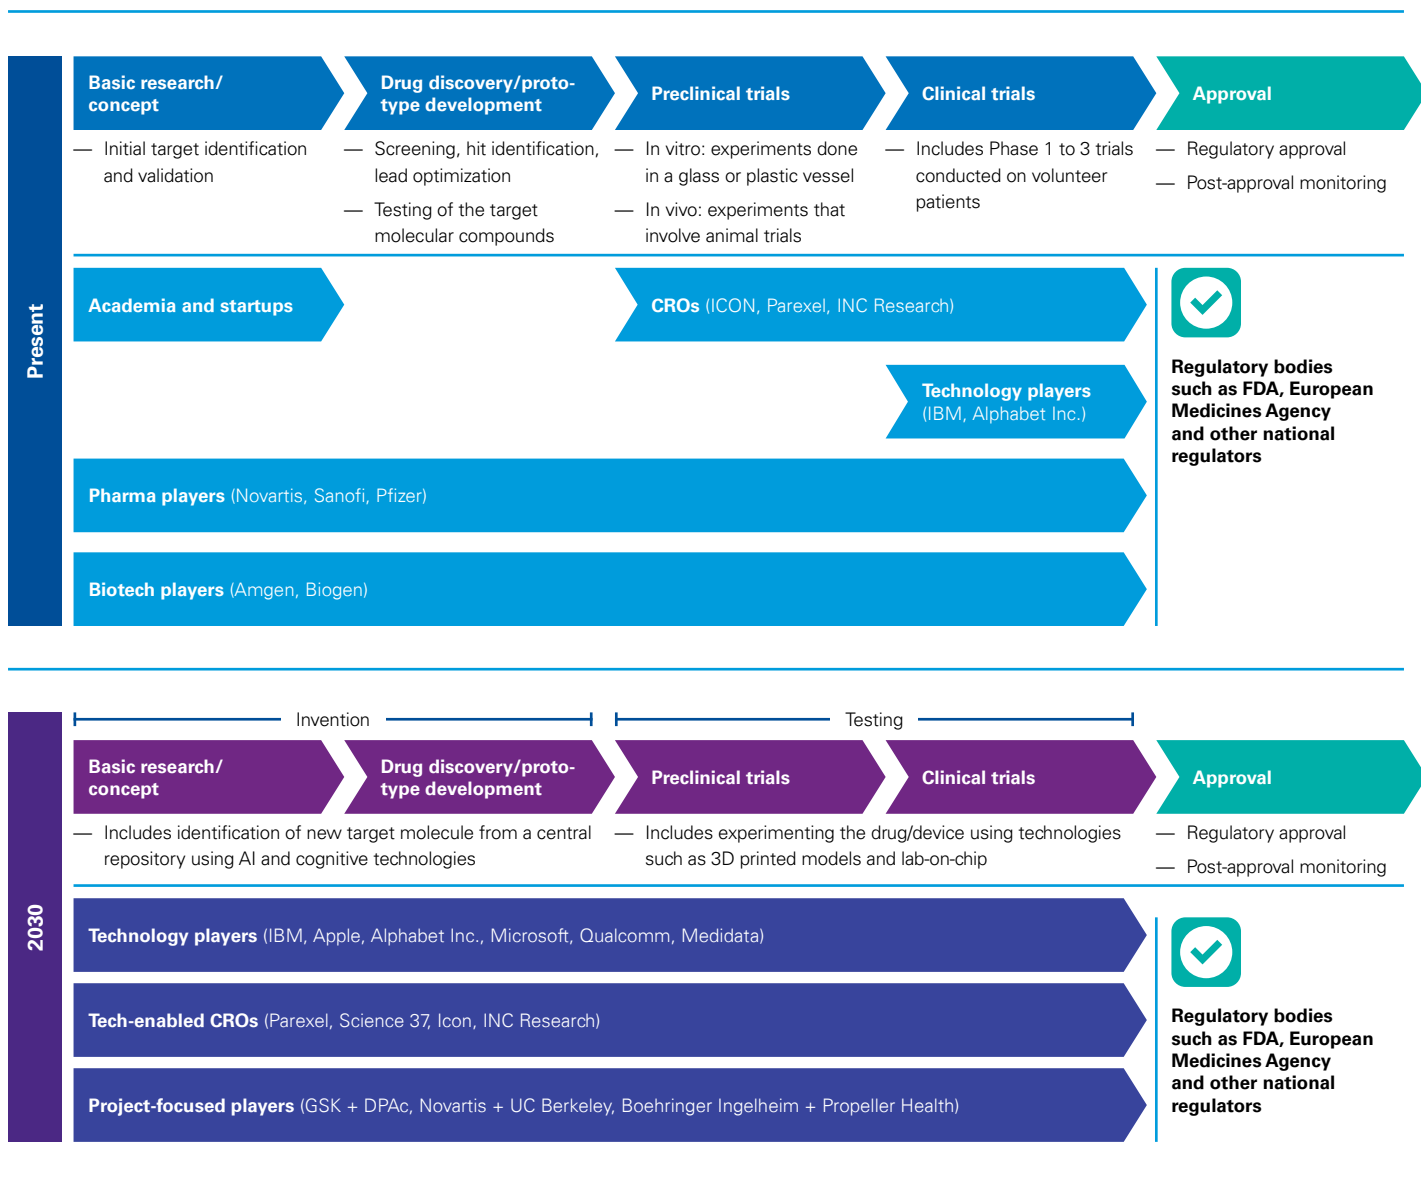 Present
Basic research/
concept
Drug discovery/proto-
type development
Preclinical trials
Clinical trials
Approval
— Initial target identification
and validation
— Screening, hit identification,
lead optimization
— Testing of the target
molecular compounds
— In vitro: experiments done
in a glass or plastic vessel
— In vivo: experiments that
involve animal trials
— Includes Phase 1 to 3 trials
conducted on volunteer
patients
— Regulatory approval
— Post-approval monitoring
Academia and startups
CROs (ICON, Parexel, INC Research)
Technology players
(IBM, Alphabet Inc.)
Pharma players (Novartis, Sanofi, Pfizer)
Biotech players (Amgen, Biogen)
Regulatory bodies
such as FDA, European
Medicines Agency
and other national
regulators
2030
Invention
Testing
Basic research/
concept
Drug discovery/proto-
type development
Preclinical trials
Clinical trials
Approval
— Includes identification of new target molecule from a central
repository using AI and cognitive technologies
— Includes experimenting the drug/device using technologies
such as 3D printed models and lab-on-chip
— Regulatory approval
— Post-approval monitoring
Technology players (IBM, Apple, Alphabet Inc., Microsoft, Qualcomm, Medidata)
Tech-enabled CROs (Parexel, Science 37, Icon, INC Research)
Project-focused players (GSK + DPAc, Novartis + UC Berkeley, Boehringer Ingelheim + Propeller Health)
Regulatory bodies
such as FDA, European
Medicines Agency
and other national
regulators